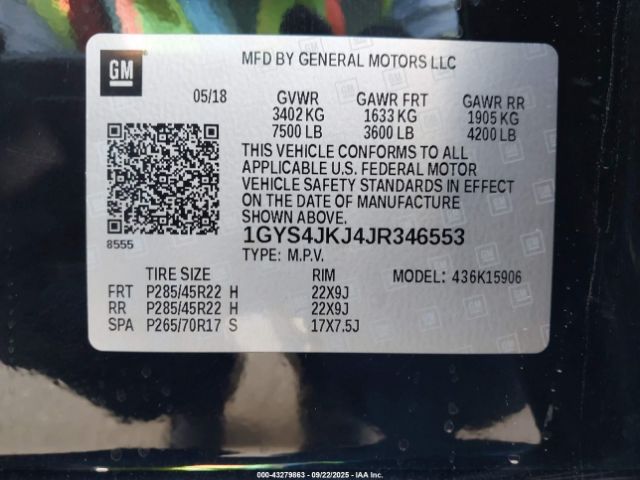 GM
MFD BY GENERAL MOTORS LLC
05/18 GVWR GAWR FRT GAWR RR
3402 KG 1633 KG 1905 KG
7500 LB 3600 LB 4200 LB
THIS VEHICLE CONFORMS TO ALL
APPLICABLE U.S. FEDERAL MOTOR
VEHICLE SAFETY STANDARDS IN EFFECT
ON THE DATE OF MANUFACTURE
SHOWN ABOVE.
8555 1GYS4JKJ4JR346553
TYPE: M.P.V.
TIRE SIZE RIM MODEL: 436K15906
FRT P285/45R22 H 22X9J
RR P285/45R22 H 22X9J
SPA P265/70R17 S 17X7.5J
000-43279863 | 09/22/2025 - IAA Inc. ©